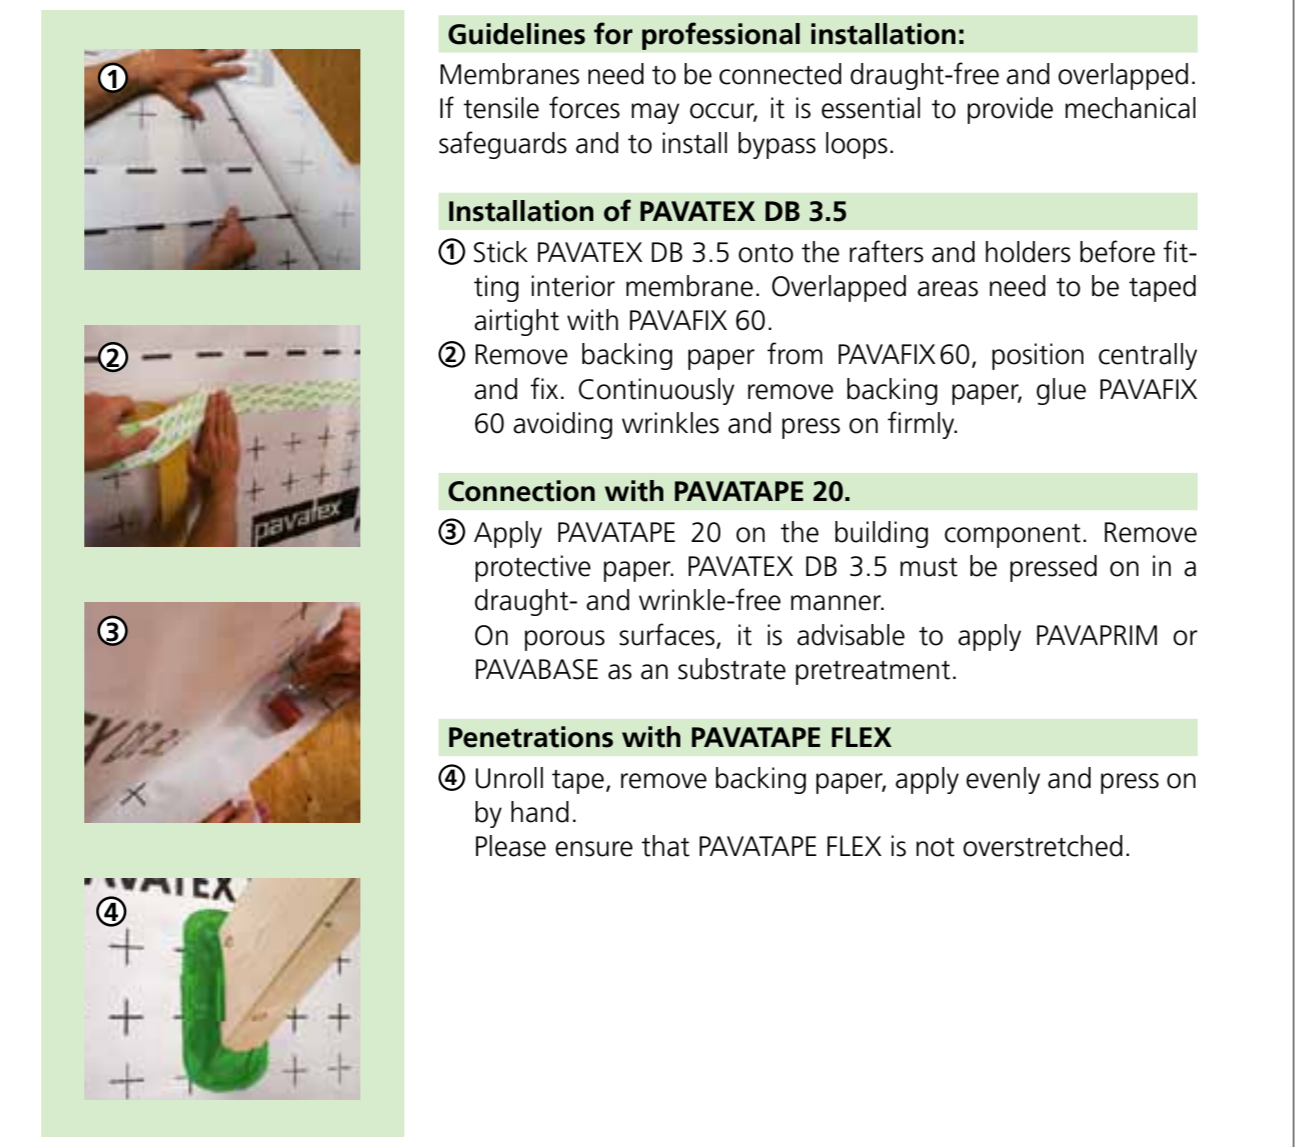 Guidelines for professional installation:
Membranes need to be connected draught-free and overlapped.
If tensile forces may occur, it is essential to provide mechanical
safeguards and to install bypass loops.
Installation of PAVATEX DB 3.5
① Stick PAVATEX DB 3.5 onto the rafters and holders before fit-
ting interior membrane. Overlapped areas need to be taped
airtight with PAVAFIX 60.
② Remove backing paper from PAVAFIX 60, position centrally
and fix. Continuously remove backing paper, glue PAVAFIX
60 avoiding wrinkles and press on firmly.
Connection with PAVATAPE 20.
③ Apply PAVATAPE 20 on the building component. Remove
protective paper. PAVATEX DB 3.5 must be pressed on in a
draught- and wrinkle-free manner.
On porous surfaces, it is advisable to apply PAVAPRIM or
PAVABASE as an substrate pretreatment.
Penetrations with PAVATAPE FLEX
④ Unroll tape, remove backing paper, apply evenly and press on
by hand.
Please ensure that PAVATAPE FLEX is not overstretched.
①
②
pavatex
③
④